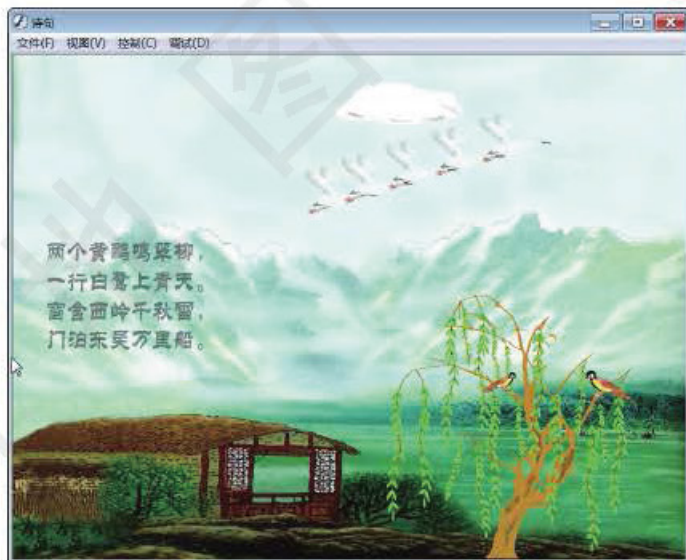 诗句
文件(F) 视图(V) 控制(C) 调试(D)
两个黄鹂鸣翠柳,
一行白鹭上青天。
窗含西岭千秋雪,
门泊东吴万里船。